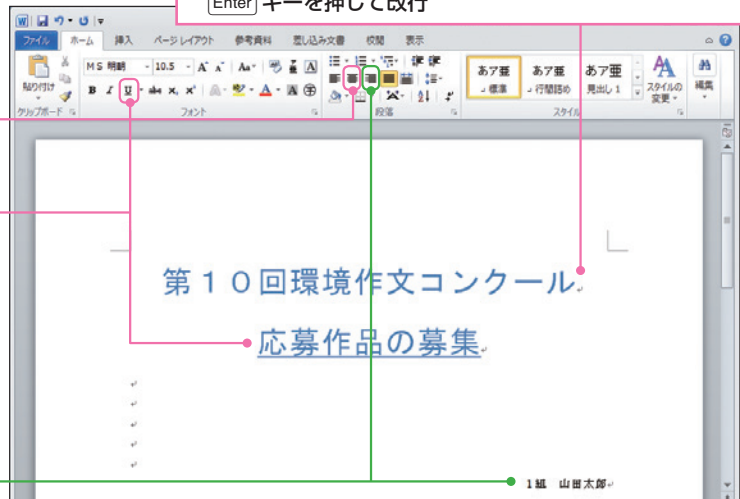 Enter キーを押して改行
ファイル ホーム 挿入 ページ レイアウト 参考資料 差し込み文書 校閲 表示
MS 明朝 10.5
貼り付け
あア亜 あア亜 あア亜
標準 行間詰め 見出し 1
スタイルの変更 編集
クリップボード フォント 段落 スタイル
第10回環境作文コンクール
応募作品の募集
1組 山田太郎